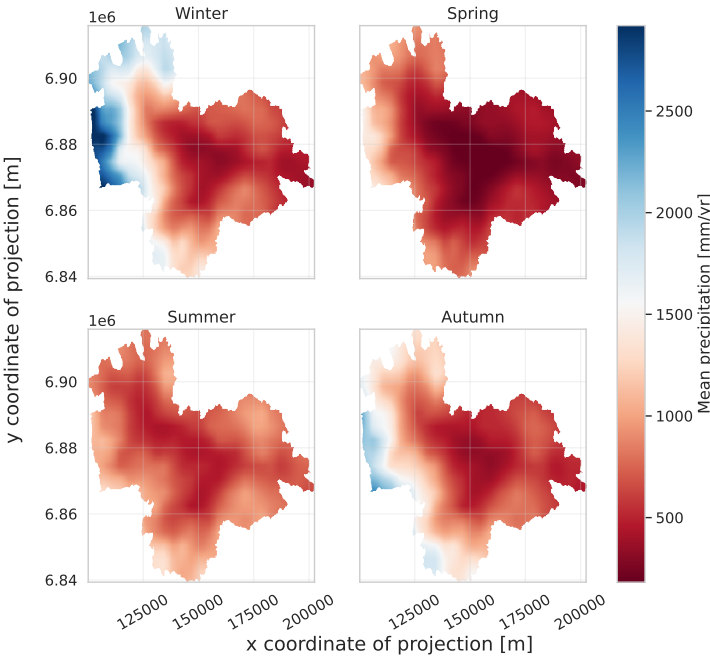 Winter
Spring
1e6
6.90
6.88
6.86
6.84
Summer
Autumn
1e6
6.90
6.88
6.86
6.84
125000
150000
175000
200000
125000
150000
175000
200000
x coordinate of projection [m]
y coordinate of projection [m]
2500
2000
1500
1000
500
Mean precipitation [mm/yr]